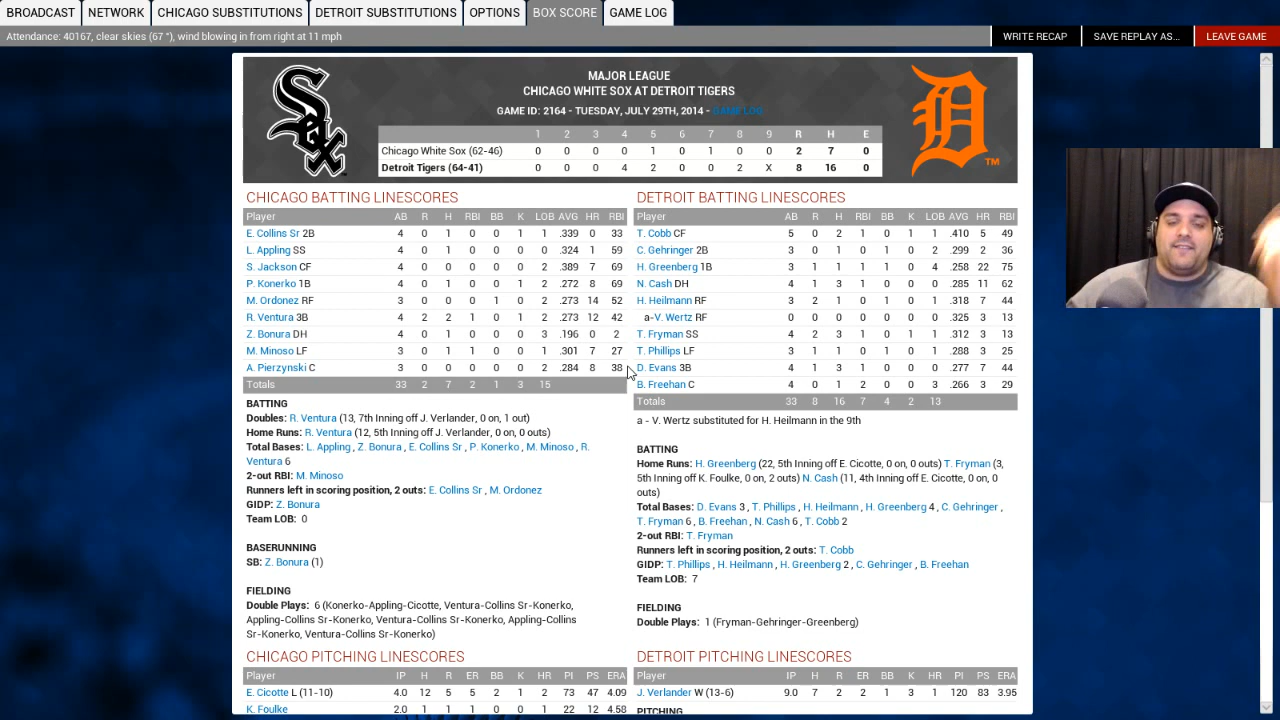 BROADCAST NETWORK CHICAGO SUBSTITUTIONS DETROIT SUBSTITUTIONS OPTIONS BOX SCORE GAME LOG
Attendance: 40167, clear skies (67 °), wind blowing in from right at 11 mph WRITE RECAP SAVE REPLAY AS... LEAVE GAME
MAJOR LEAGUE
CHICAGO WHITE SOX AT DETROIT TIGERS
GAME ID: 2164 - TUESDAY, JULY 29TH, 2014 - GAME LOG
Sox
D
TM
1 2 3 4 5 6 7 8 9 R H E
Chicago White Sox (62-46) 0 0 0 0 1 0 1 0 0 2 7 0
Detroit Tigers (64-41) 0 0 0 4 2 0 0 2 X 8 16 0
CHICAGO BATTING LINESCORES
Player AB R H RBI BB K LOB AVG HR RBI
E. Collins Sr 2B 4 0 1 0 0 1 1 .339 0 33
L. Appling SS 4 0 1 0 0 0 0 .324 1 59
S. Jackson CF 4 0 0 0 0 0 2 .389 7 69
P. Konerko 1B 4 0 1 0 0 1 2 .272 8 69
M. Ordonez RF 3 0 0 0 1 0 2 .273 14 52
R. Ventura 3B 4 2 2 1 0 1 2 .273 12 42
Z. Bonura DH 4 0 1 0 0 0 3 .196 0 2
M. Minoso LF 3 0 1 1 0 0 1 .301 7 27
A. Pierzynski C 3 0 0 0 0 0 2 .284 8 38
Totals 33 2 7 2 1 3 15
BATTING
Doubles: R. Ventura (13, 7th Inning off J. Verlander, 0 on, 1 out)
Home Runs: R. Ventura (12, 5th Inning off J. Verlander, 0 on, 0 outs)
Total Bases: L. Appling , Z. Bonura , E. Collins Sr , P. Konerko , M. Minoso , R.
Ventura 6
2-out RBI: M. Minoso
Runners left in scoring position, 2 outs: E. Collins Sr , M. Ordonez
GIDP: Z. Bonura
Team LOB: 0
BASERUNNING
SB: Z. Bonura (1)
FIELDING
Double Plays: 6 (Konerko-Appling-Cicotte, Ventura-Collins Sr-Konerko,
Appling-Collins Sr-Konerko, Ventura-Collins Sr-Konerko, Appling-Collins
Sr-Konerko, Ventura-Collins Sr-Konerko)
CHICAGO PITCHING LINESCORES
Player IP H R ER BB K HR PI PS ERA
E. Cicotte L (11-10) 4.0 12 5 5 2 1 2 73 47 4.09
K. Foulke 2.0 1 1 1 0 0 1 22 12 4.58
DETROIT BATTING LINESCORES
Player AB R H RBI BB K LOB AVG HR RBI
T. Cobb CF 5 0 2 1 0 1 1 .410 5 49
C. Gehringer 2B 3 0 1 0 1 0 2 .299 2 36
H. Greenberg 1B 3 1 1 1 1 0 4 .258 22 75
N. Cash DH 4 1 3 1 0 0 0 .285 11 62
H. Heilmann RF 3 2 1 0 1 0 1 .318 7 44
a-V. Wertz RF 0 0 0 0 0 0 0 .325 3 13
T. Fryman SS 4 2 3 1 0 1 1 .312 3 13
T. Phillips LF 3 1 1 0 1 0 1 .288 3 25
D. Evans 3B 4 1 3 1 0 0 0 .277 7 44
B. Freehan C 4 0 1 2 0 0 3 .266 3 29
Totals 33 8 16 7 4 2 13
a - V. Wertz substituted for H. Heilmann in the 9th
BATTING
Home Runs: H. Greenberg (22, 5th Inning off E. Cicotte, 0 on, 0 outs) T. Fryman (3,
5th Inning off K. Foulke, 0 on, 2 outs) N. Cash (11, 4th Inning off E. Cicotte, 0 on, 0
outs)
Total Bases: D. Evans 3 , T. Phillips , H. Heilmann , H. Greenberg 4 , C. Gehringer ,
T. Fryman 6 , B. Freehan , N. Cash 6 , T. Cobb 2
2-out RBI: T. Fryman
Runners left in scoring position, 2 outs: T. Cobb
GIDP: T. Phillips , H. Heilmann , H. Greenberg 2 , C. Gehringer , B. Freehan
Team LOB: 7
FIELDING
Double Plays: 1 (Fryman-Gehringer-Greenberg)
DETROIT PITCHING LINESCORES
Player IP H R ER BB K HR PI PS ERA
J. Verlander W (13-6) 9.0 7 2 2 1 3 1 120 83 3.95
PITCHING